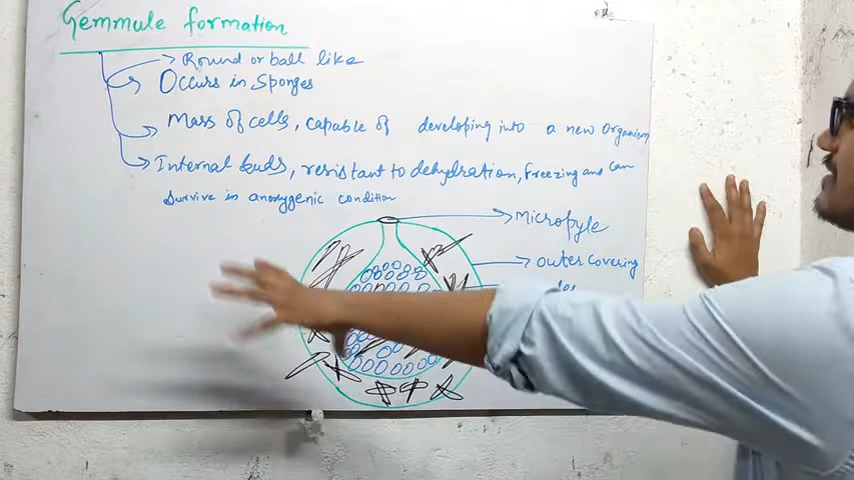 Gemmule formation
Round or ball like
Occurs in Sponges
Mass of cells, capable of developing into a new organism
Internal buds, resistant to dehydration, freezing and can
survive in anoxygenic condition
Micropyle
outer covering